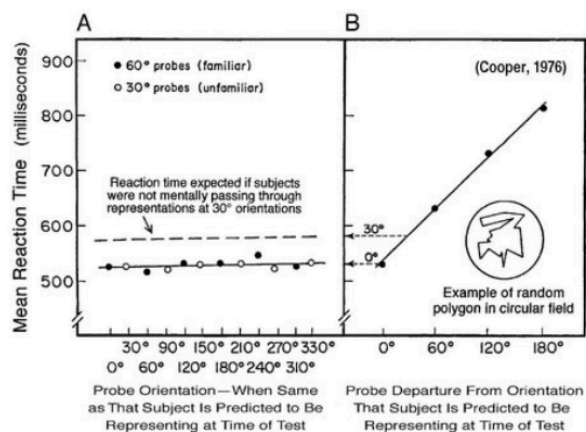 A
B
Mean Reaction Time (milliseconds)
900
800
700
600
500
● 60° probes (familiar)
○ 30° probes (unfamiliar)
Reaction time expected if subjects
were not mentally passing through
representations at 30° orientations
30° 90° 150° 210° 270° 330°
0° 60° 120° 180° 240° 310°
Probe Orientation—When Same
as That Subject Is Predicted to Be
Representing at Time of Test
(Cooper, 1976)
30°
0°
Example of random
polygon in circular field
0° 60° 120° 180°
Probe Departure From Orientation
That Subject Is Predicted to Be
Representing at Time of Test